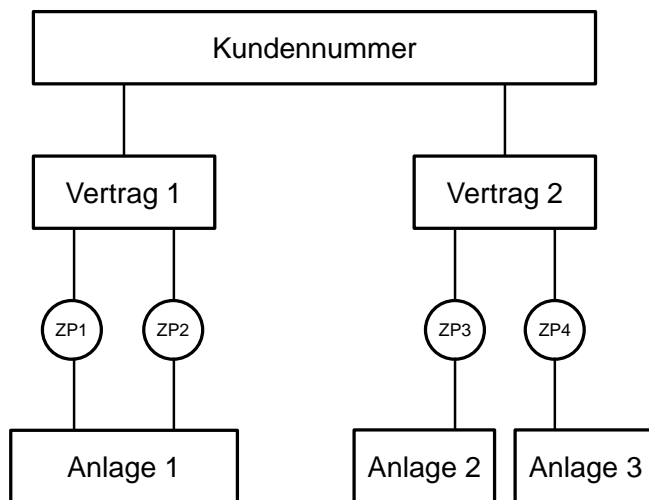 Kundennummer
Vertrag 1
Vertrag 2
ZP1
ZP2
ZP3
ZP4
Anlage 1
Anlage 2
Anlage 3